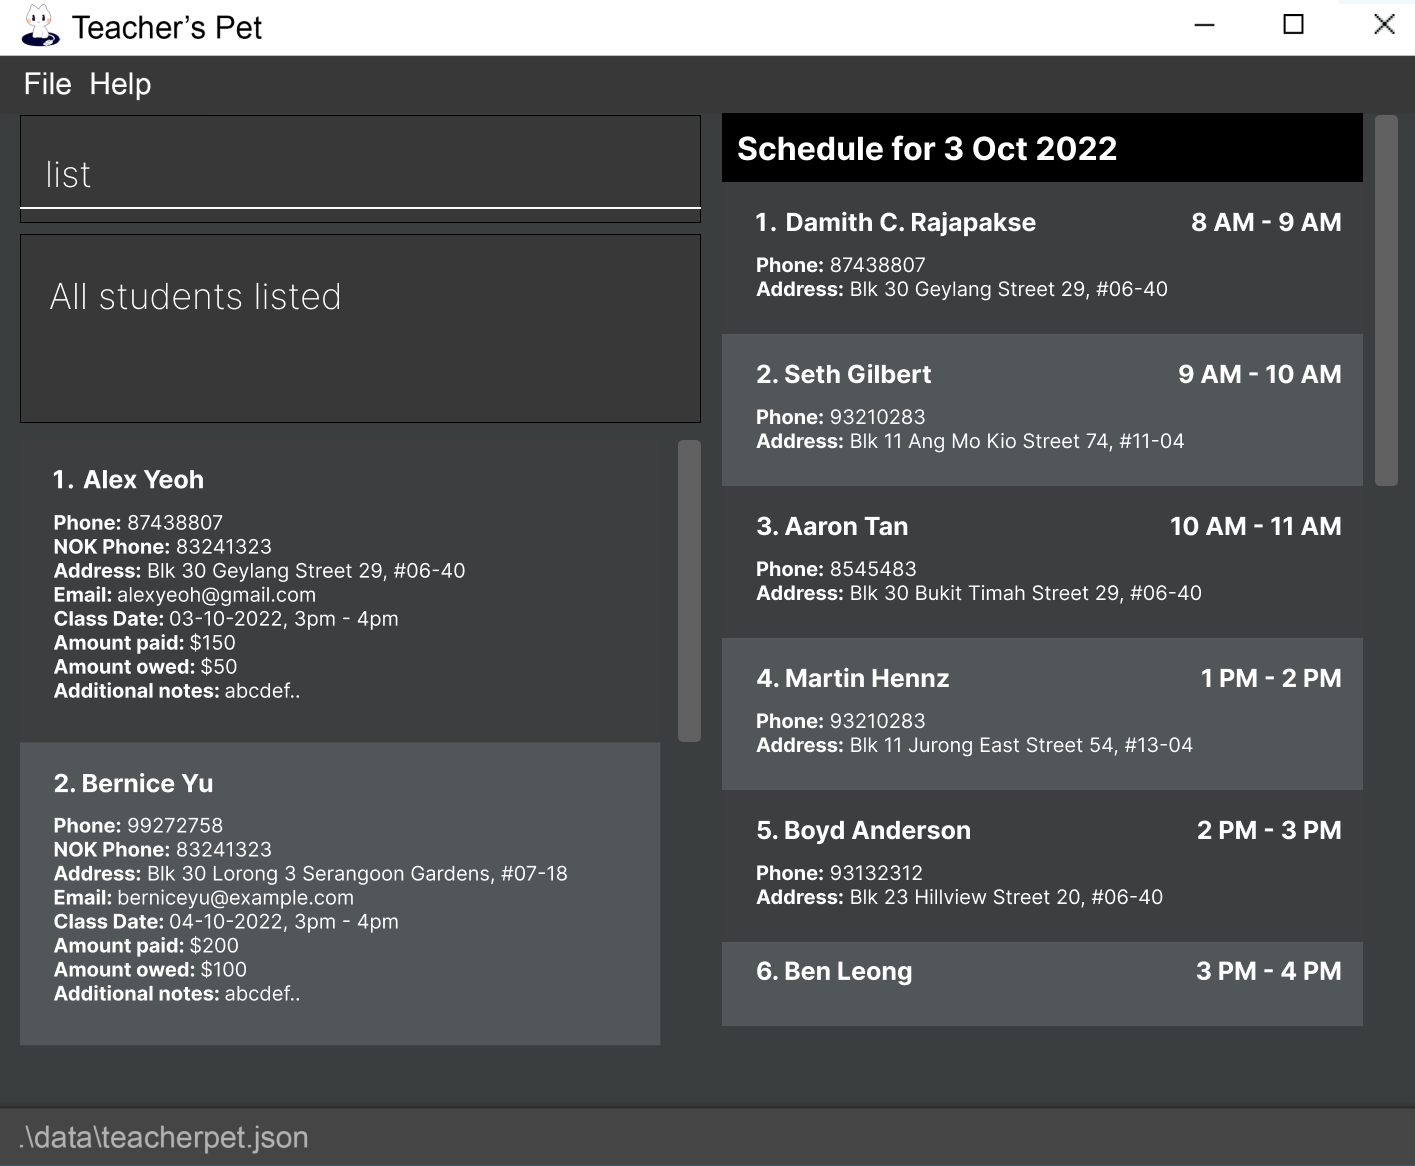 Teacher’s Pet
File Help
list
All students listed
1. Alex Yeoh
Phone: 87438807
NOK Phone: 83241323
Address: Blk 30 Geylang Street 29, #06-40
Email: alexyeoh@gmail.com
Class Date: 03-10-2022, 3pm - 4pm
Amount paid: $150
Amount owed: $50
Additional notes: abcdef..
2. Bernice Yu
Phone: 99272758
NOK Phone: 83241323
Address: Blk 30 Lorong 3 Serangoon Gardens, #07-18
Email: berniceyu@example.com
Class Date: 04-10-2022, 3pm - 4pm
Amount paid: $200
Amount owed: $100
Additional notes: abcdef..
Schedule for 3 Oct 2022
1. Damith C. Rajapakse 8 AM - 9 AM
Phone: 87438807
Address: Blk 30 Geylang Street 29, #06-40
2. Seth Gilbert 9 AM - 10 AM
Phone: 93210283
Address: Blk 11 Ang Mo Kio Street 74, #11-04
3. Aaron Tan 10 AM - 11 AM
Phone: 8545483
Address: Blk 30 Bukit Timah Street 29, #06-40
4. Martin Hennz 1 PM - 2 PM
Phone: 93210283
Address: Blk 11 Jurong East Street 54, #13-04
5. Boyd Anderson 2 PM - 3 PM
Phone: 93132312
Address: Blk 23 Hillview Street 20, #06-40
6. Ben Leong 3 PM - 4 PM
.\data\teacherpet.json